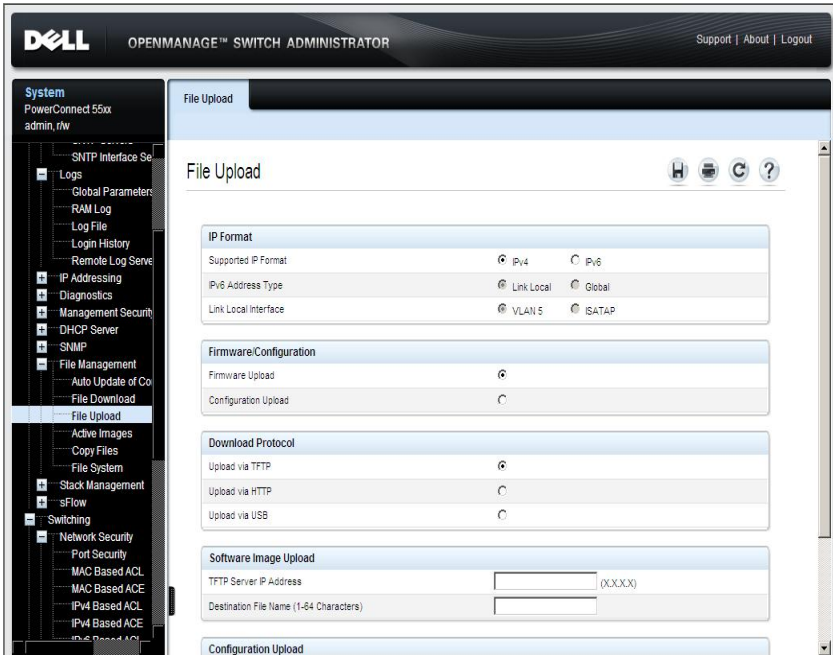 DELL OPENMANAGE™ SWITCH ADMINISTRATOR Support | About | Logout
System
PowerConnect 55xx
admin, r/w
SNTP Interface Se
Logs
Global Parameters
RAM Log
Log File
Login History
Remote Log Serve
IP Addressing
Diagnostics
Management Securit
DHCP Server
SNMP
File Management
Auto Update of Co
File Download
File Upload
Active Images
Copy Files
File System
Stack Management
sFlow
Switching
Network Security
Port Security
MAC Based ACL
MAC Based ACE
IPv4 Based ACL
IPv4 Based ACE
File Upload
File Upload
IP Format
Supported IP Format IPv4 IPv6
IPv6 Address Type Link Local Global
Link Local Interface VLAN 5 ISATAP
Firmware/Configuration
Firmware Upload
Configuration Upload
Download Protocol
Upload via TFTP
Upload via HTTP
Upload via USB
Software Image Upload
TFTP Server IP Address (X.X.X.X)
Destination File Name (1-64 Characters)
Configuration Upload